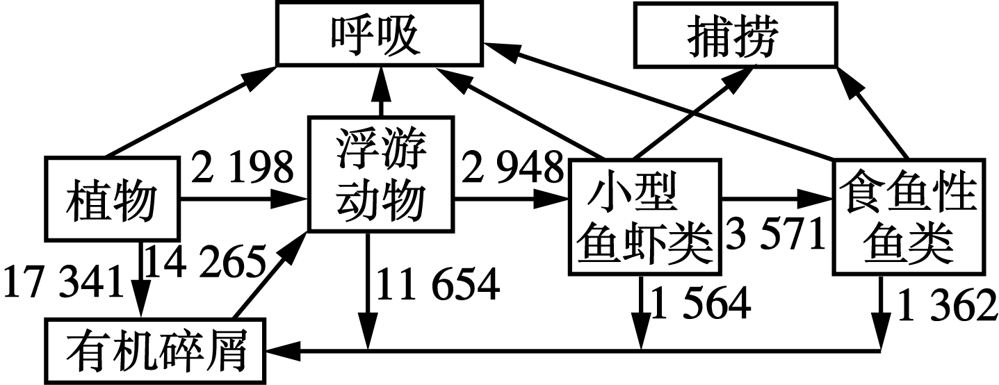 呼吸
捕捞
植物
2 198
浮游
动物
2 948
小型
鱼虾类
3 571
食鱼性
鱼类
17 341
14 265
11 654
1 564
1 362
有机碎屑